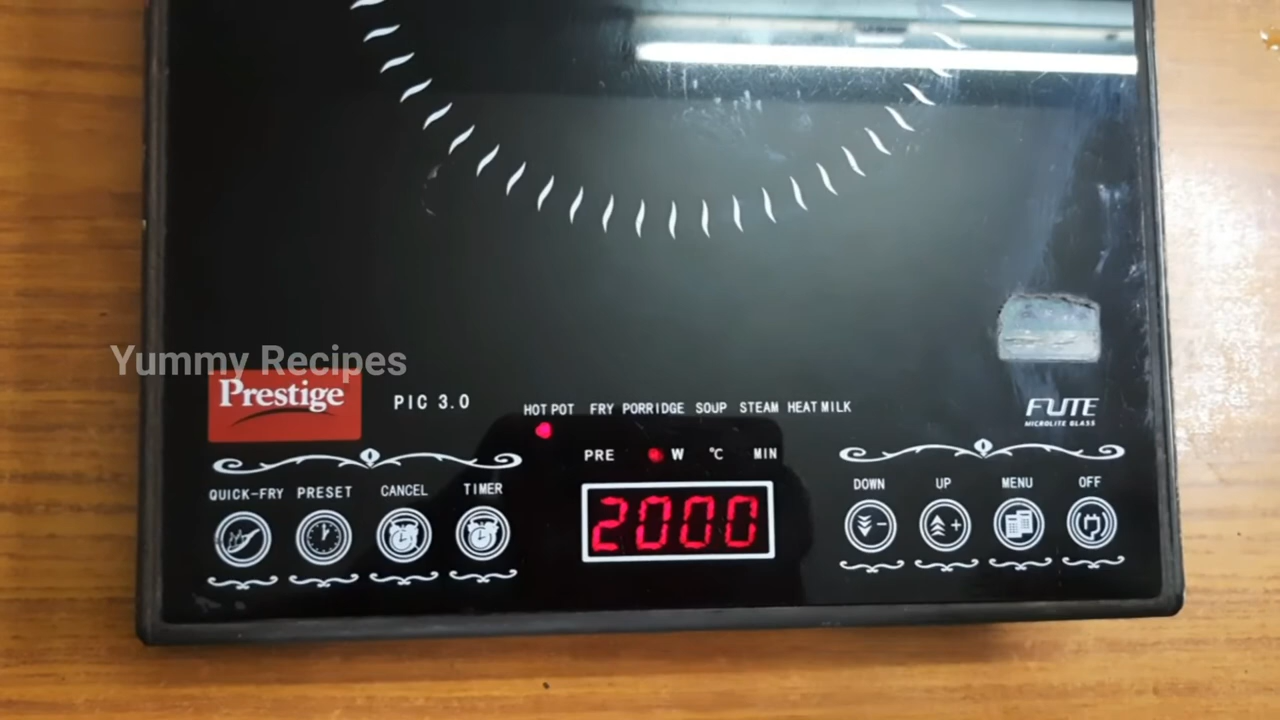 Yummy Recipes
Prestige
PIC 3.0
HOT POT FRY PORRIDGE SOUP STEAM HEAT MILK
FUTE
MICROLITE GLASS
PRE W °C MIN
QUICK-FRY PRESET CANCEL TIMER
2000
DOWN UP MENU OFF